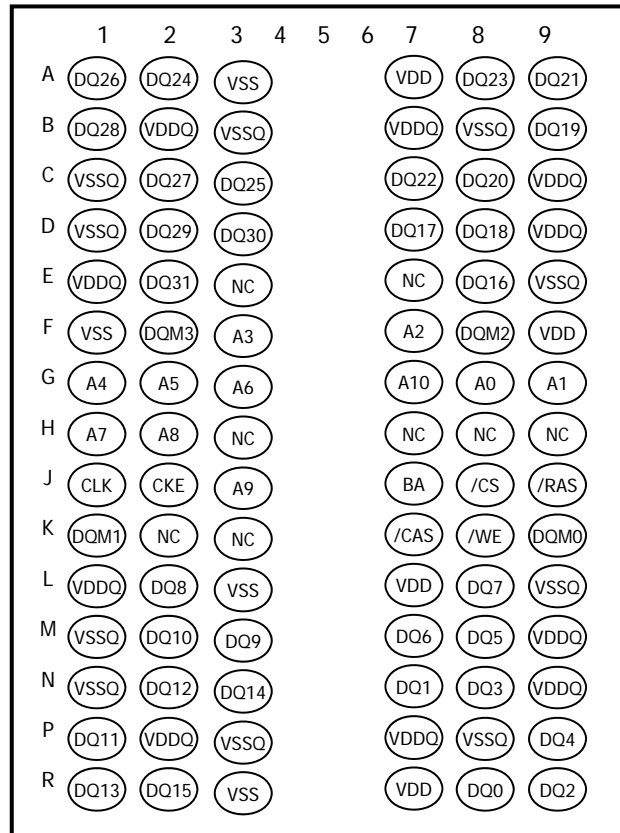 1 2 3 4 5 6 7 8 9
A DQ26 DQ24 VSS VDD DQ23 DQ21
B DQ28 VDDQ VSSQ VDDQ VSSQ DQ19
C VSSQ DQ27 DQ25 DQ22 DQ20 VDDQ
D VSSQ DQ29 DQ30 DQ17 DQ18 VDDQ
E VDDQ DQ31 NC NC DQ16 VSSQ
F VSS DQM3 A3 A2 DQM2 VDD
G A4 A5 A6 A10 A0 A1
H A7 A8 NC NC NC NC
J CLK CKE A9 BA /CS /RAS
K DQM1 NC NC /CAS /WE DQM0
L VDDQ DQ8 VSS VDD DQ7 VSSQ
M VSSQ DQ10 DQ9 DQ6 DQ5 VDDQ
N VSSQ DQ12 DQ14 DQ1 DQ3 VDDQ
P DQ11 VDDQ VSSQ VDDQ VSSQ DQ4
R DQ13 DQ15 VSS VDD DQ0 DQ2